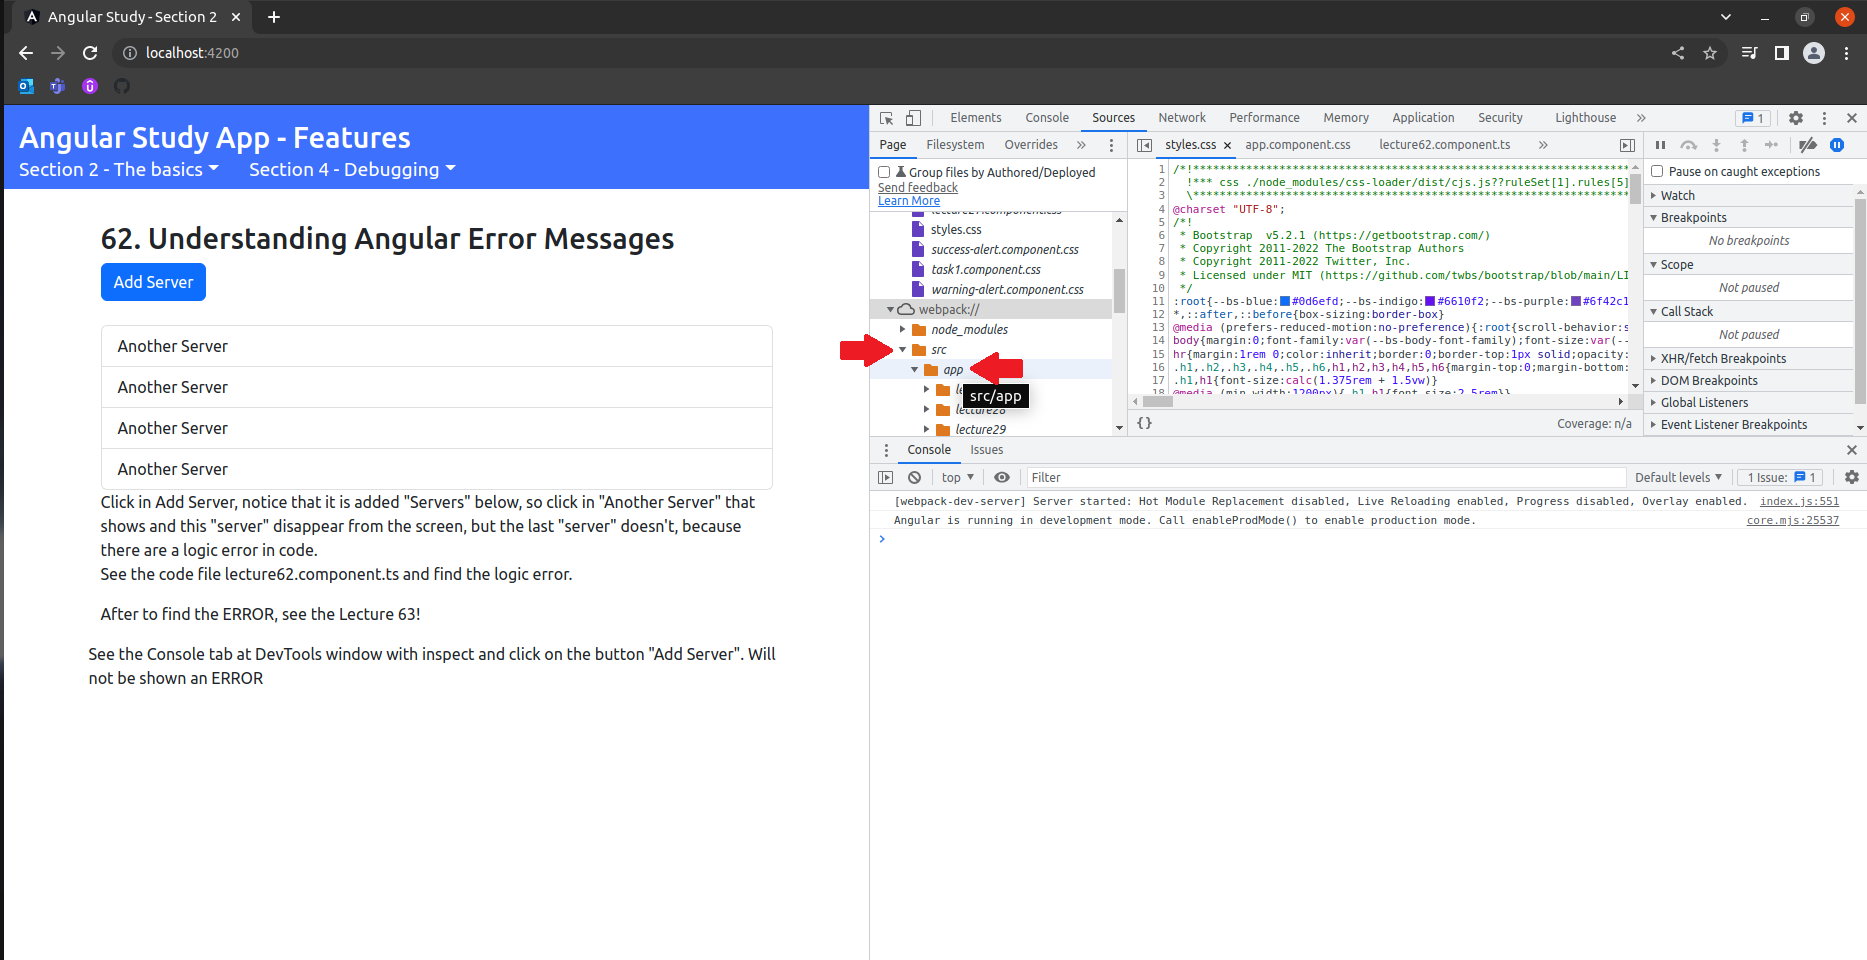 Angular Study - Section 2
localhost:4200
Angular Study App - Features
Section 2 - The basics
Section 4 - Debugging
62. Understanding Angular Error Messages
Add Server
Another Server
Another Server
Another Server
Another Server
Click in Add Server, notice that it is added "Servers" below, so click in "Another Server" that
shows and this "server" disappear from the screen, but the last "server" doesn't, because
there are a logic error in code.
See the code file lecture62.component.ts and find the logic error.
After to find the ERROR, see the Lecture 63!
See the Console tab at DevTools window with inspect and click on the button "Add Server". Will
not be shown an ERROR
Elements Console Sources Network Performance Memory Application Security Lighthouse » 1
Page Filesystem Overrides »
Group files by Authored/Deployed
Send feedback
Learn More
styles.css
success-alert.component.css
task1.component.css
warning-alert.component.css
webpack://
node_modules
src
app
src/app
lecture28
lecture29
styles.css app.component.css lecture62.component.ts »
1 /*!
2 !*** css ./node_modules/css-loader/dist/cjs.js??ruleSet[1].rules[5]
3
4 @charset "UTF-8";
5 /*!
6 * Bootstrap v5.2.1 (https://getbootstrap.com/)
7 * Copyright 2011-2022 The Bootstrap Authors
8 * Copyright 2011-2022 Twitter, Inc.
9 * Licensed under MIT (https://github.com/twbs/bootstrap/blob/main/LI
10 */
11 :root{--bs-blue:#0d6efd;--bs-indigo:#6610f2;--bs-purple:#6f42c1
12 *,::after,::before{box-sizing:border-box}
13 @media (prefers-reduced-motion:no-preference){:root{scroll-behavior:s
14 body{margin:0;font-family:var(--bs-body-font-family);font-size:var(--
15 hr{margin:1rem 0;color:inherit;border:0;border-top:1px solid;opacity:
16 .h1,.h2,.h3,.h4,.h5,.h6,h1,h2,h3,h4,h5,h6{margin-top:0;margin-bottom:
17 .h1,h1{font-size:calc(1.375rem + 1.5vw)}
18 @media (min-width:1200px){.h1,h1{font-size:2.5rem}}
{} Coverage: n/a
Pause on caught exceptions
Watch
Breakpoints
No breakpoints
Scope
Not paused
Call Stack
Not paused
XHR/fetch Breakpoints
DOM Breakpoints
Global Listeners
Event Listener Breakpoints
Console Issues
top Filter Default levels 1 Issue: 1
[webpack-dev-server] Server started: Hot Module Replacement disabled, Live Reloading enabled, Progress disabled, Overlay enabled. index.js:551
Angular is running in development mode. Call enableProdMode() to enable production mode. core.mjs:25537